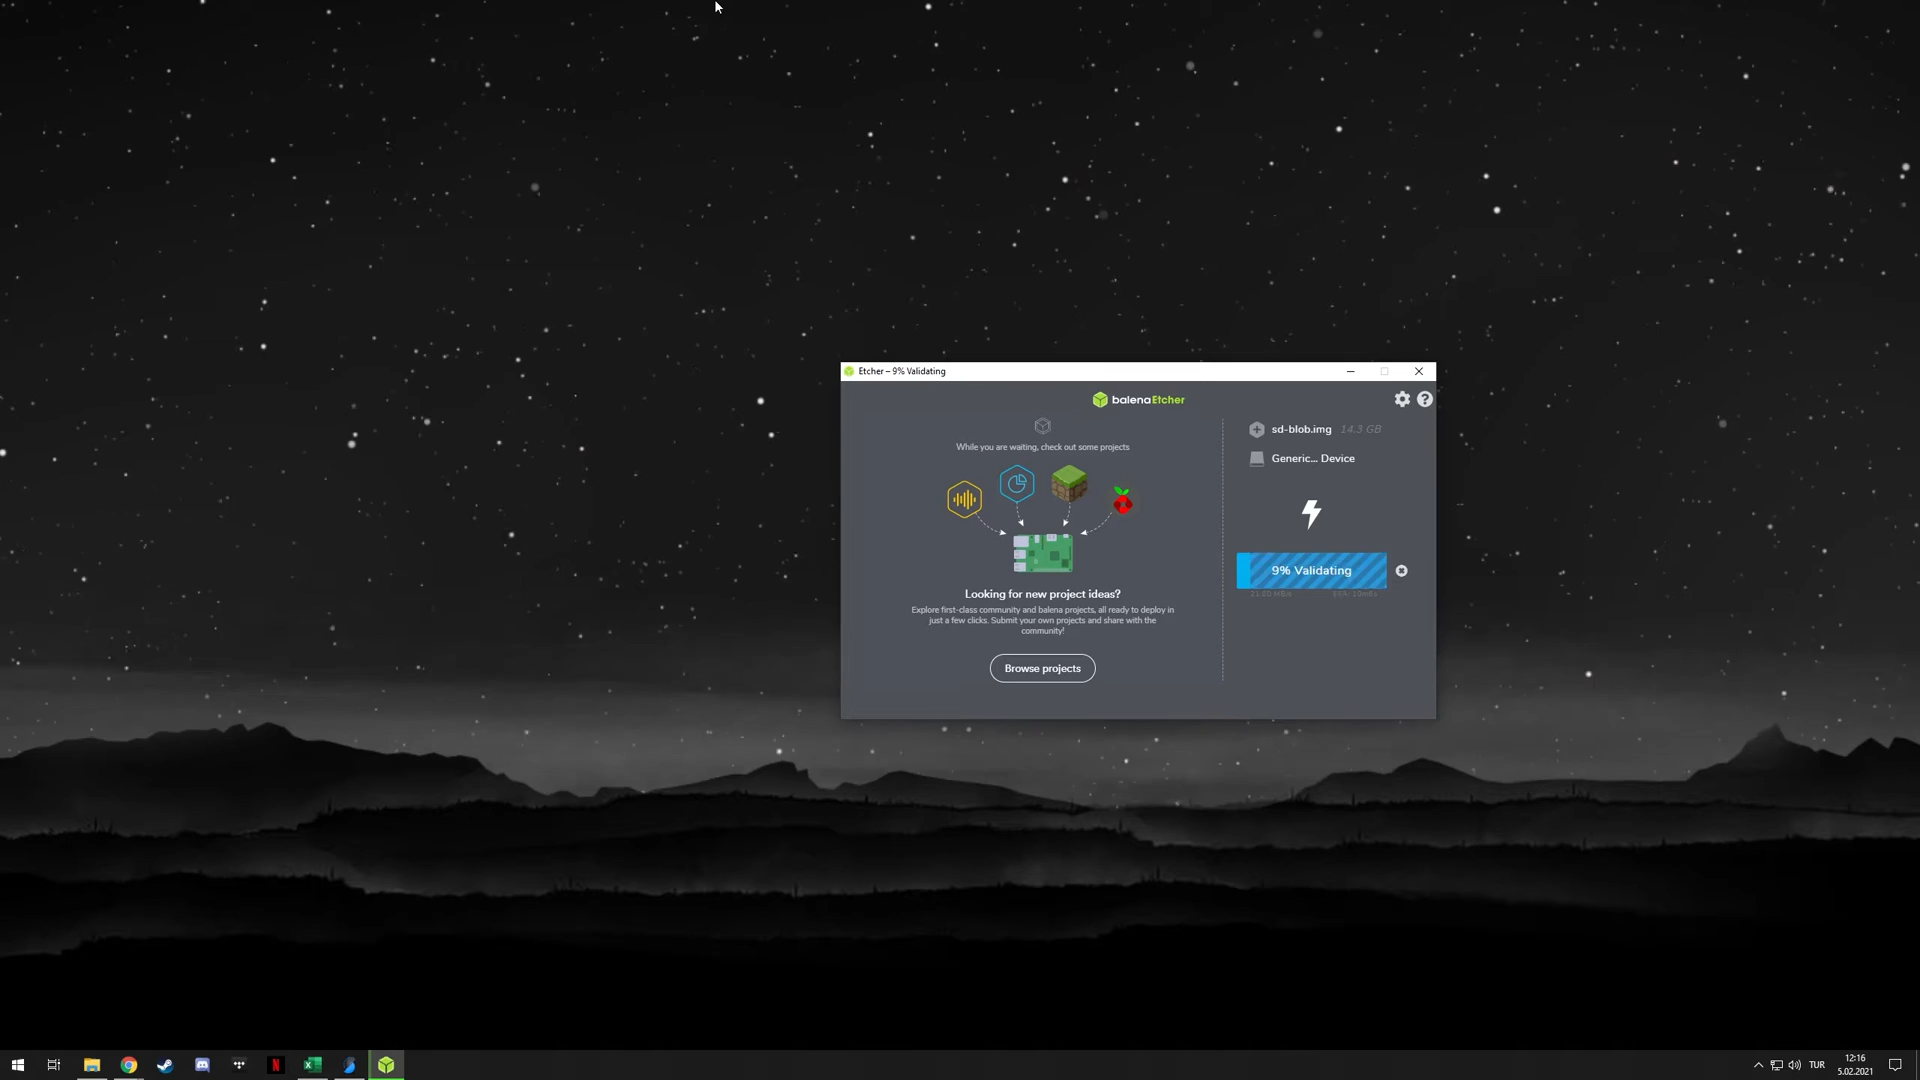 Etcher – 9% Validating
balenaEtcher
While you are waiting, check out some projects
Looking for new project ideas?
Explore first-class community and balena projects, all ready to deploy in
just a few clicks. Submit your own projects and share with the
community!
Browse projects
sd-blob.img 14.3 GB
Generic... Device
9% Validating
TUR
12:16
5.02.2021